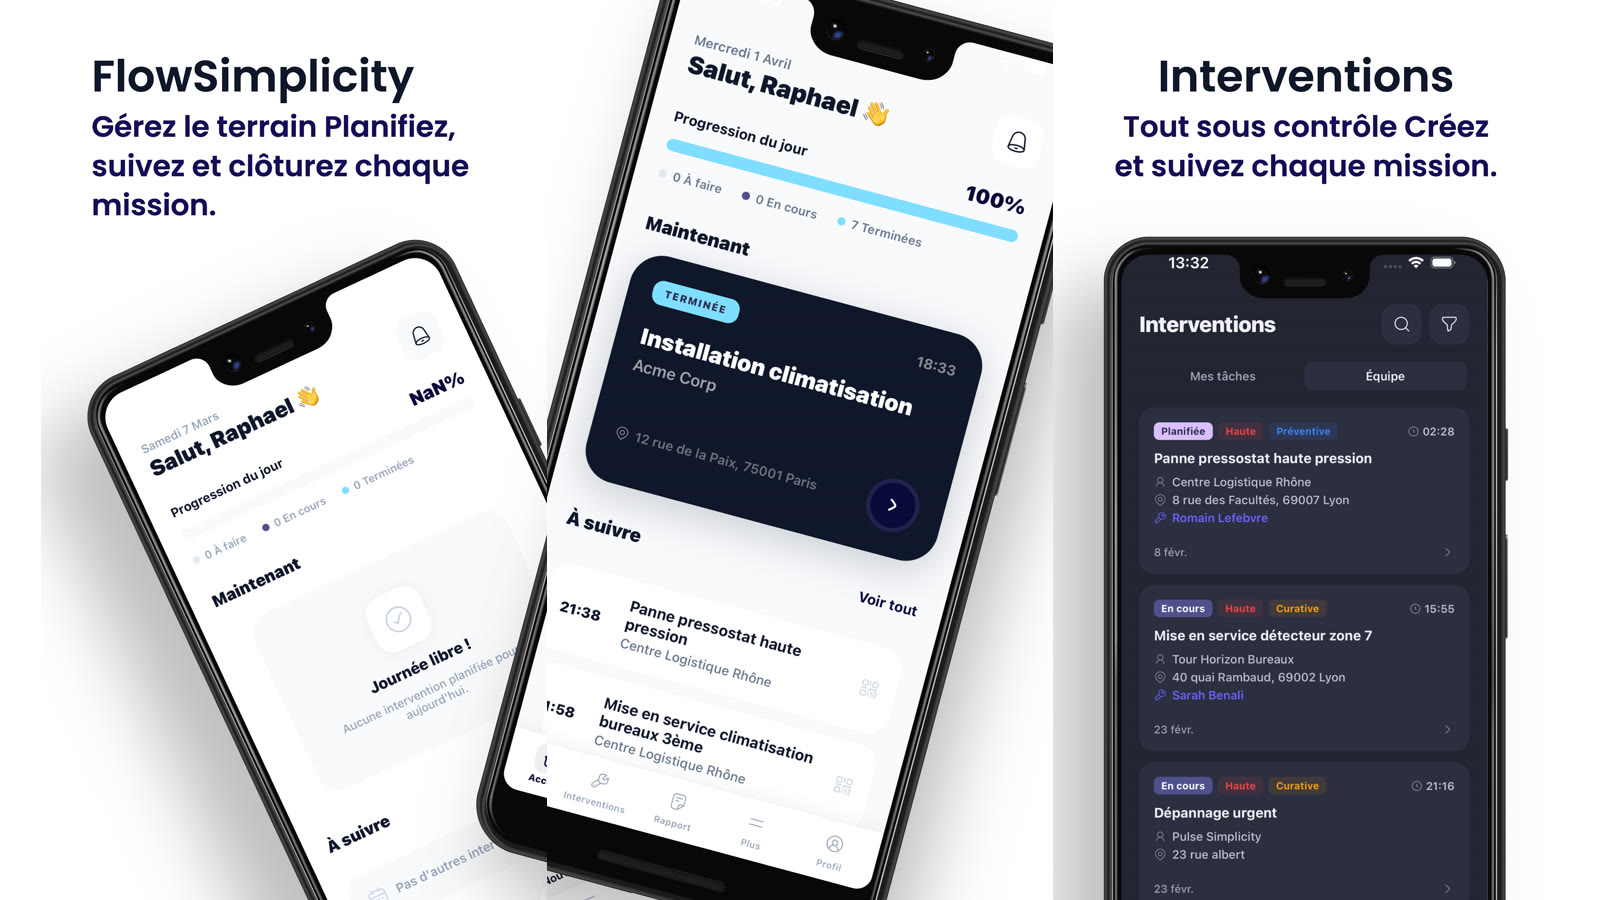 FlowSimplicity
Gérez le terrain Planifiez,
suivez et clôturez chaque
mission.
Samedi 7 Mars
Salut, Raphael 👋
Progression du jour
NaN%
0 À faire
0 En cours
0 Terminées
Maintenant
Journée libre !
Aucune intervention planifiée pou
aujourd'hui.
À suivre
Pas d'autres inter
Mercredi 1 Avril
Salut, Raphael 👋
Progression du jour
100%
0 À faire
0 En cours
7 Terminées
Maintenant
TERMINÉE
18:33
Installation climatisation
Acme Corp
12 rue de la Paix, 75001 Paris
À suivre
Voir tout
21:38
Panne pressostat haute
pression
Centre Logistique Rhône
:58
Mise en service climatisation
bureaux 3ème
Centre Logistique Rhône
Acc
Interventions
Rapport
Plus
Profil
Interventions
Tout sous contrôle Créez
et suivez chaque mission.
13:32
Interventions
Mes tâches
Équipe
Planifiée
Haute
Préventive
02:28
Panne pressostat haute pression
Centre Logistique Rhône
8 rue des Facultés, 69007 Lyon
Romain Lefebvre
8 févr.
En cours
Haute
Curative
15:55
Mise en service détecteur zone 7
Tour Horizon Bureaux
40 quai Rambaud, 69002 Lyon
Sarah Benali
23 févr.
En cours
Haute
Curative
21:16
Dépannage urgent
Pulse Simplicity
23 rue albert
23 févr.